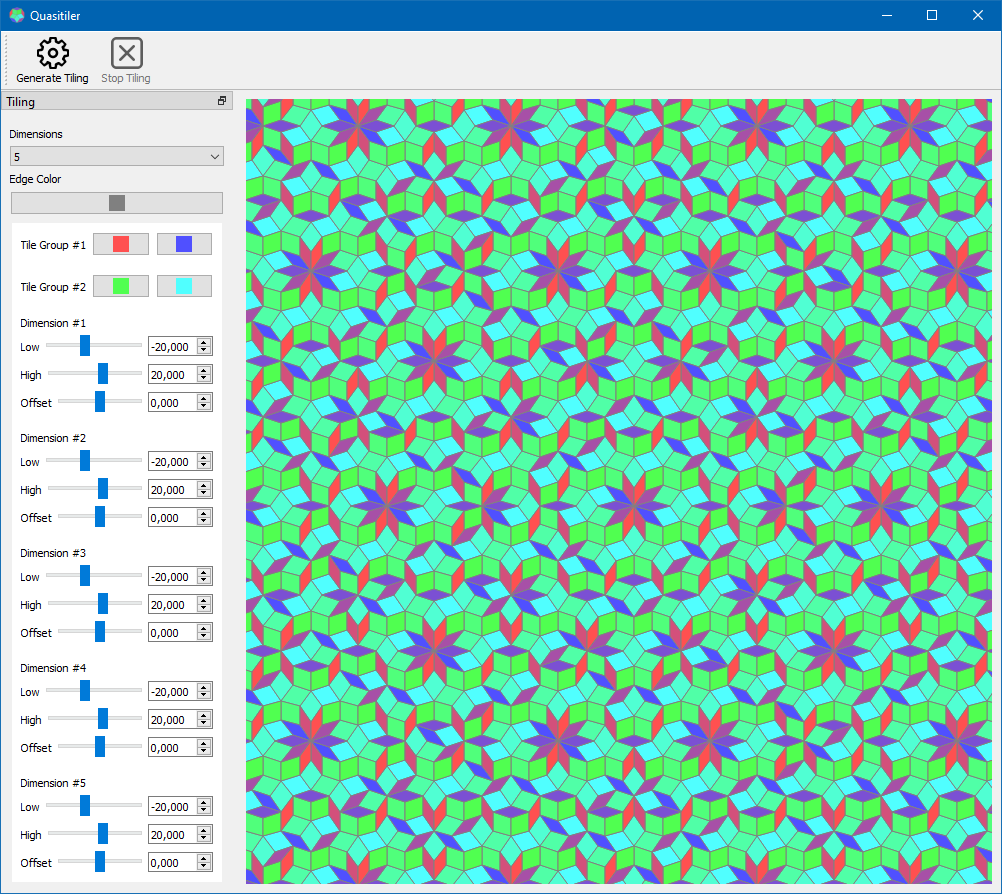 Quasitiler
Generate Tiling
Stop Tiling
Tiling
Dimensions
5
Edge Color
Tile Group #1
Tile Group #2
Dimension #1
Low -20,000
High 20,000
Offset 0,000
Dimension #2
Low -20,000
High 20,000
Offset 0,000
Dimension #3
Low -20,000
High 20,000
Offset 0,000
Dimension #4
Low -20,000
High 20,000
Offset 0,000
Dimension #5
Low -20,000
High 20,000
Offset 0,000